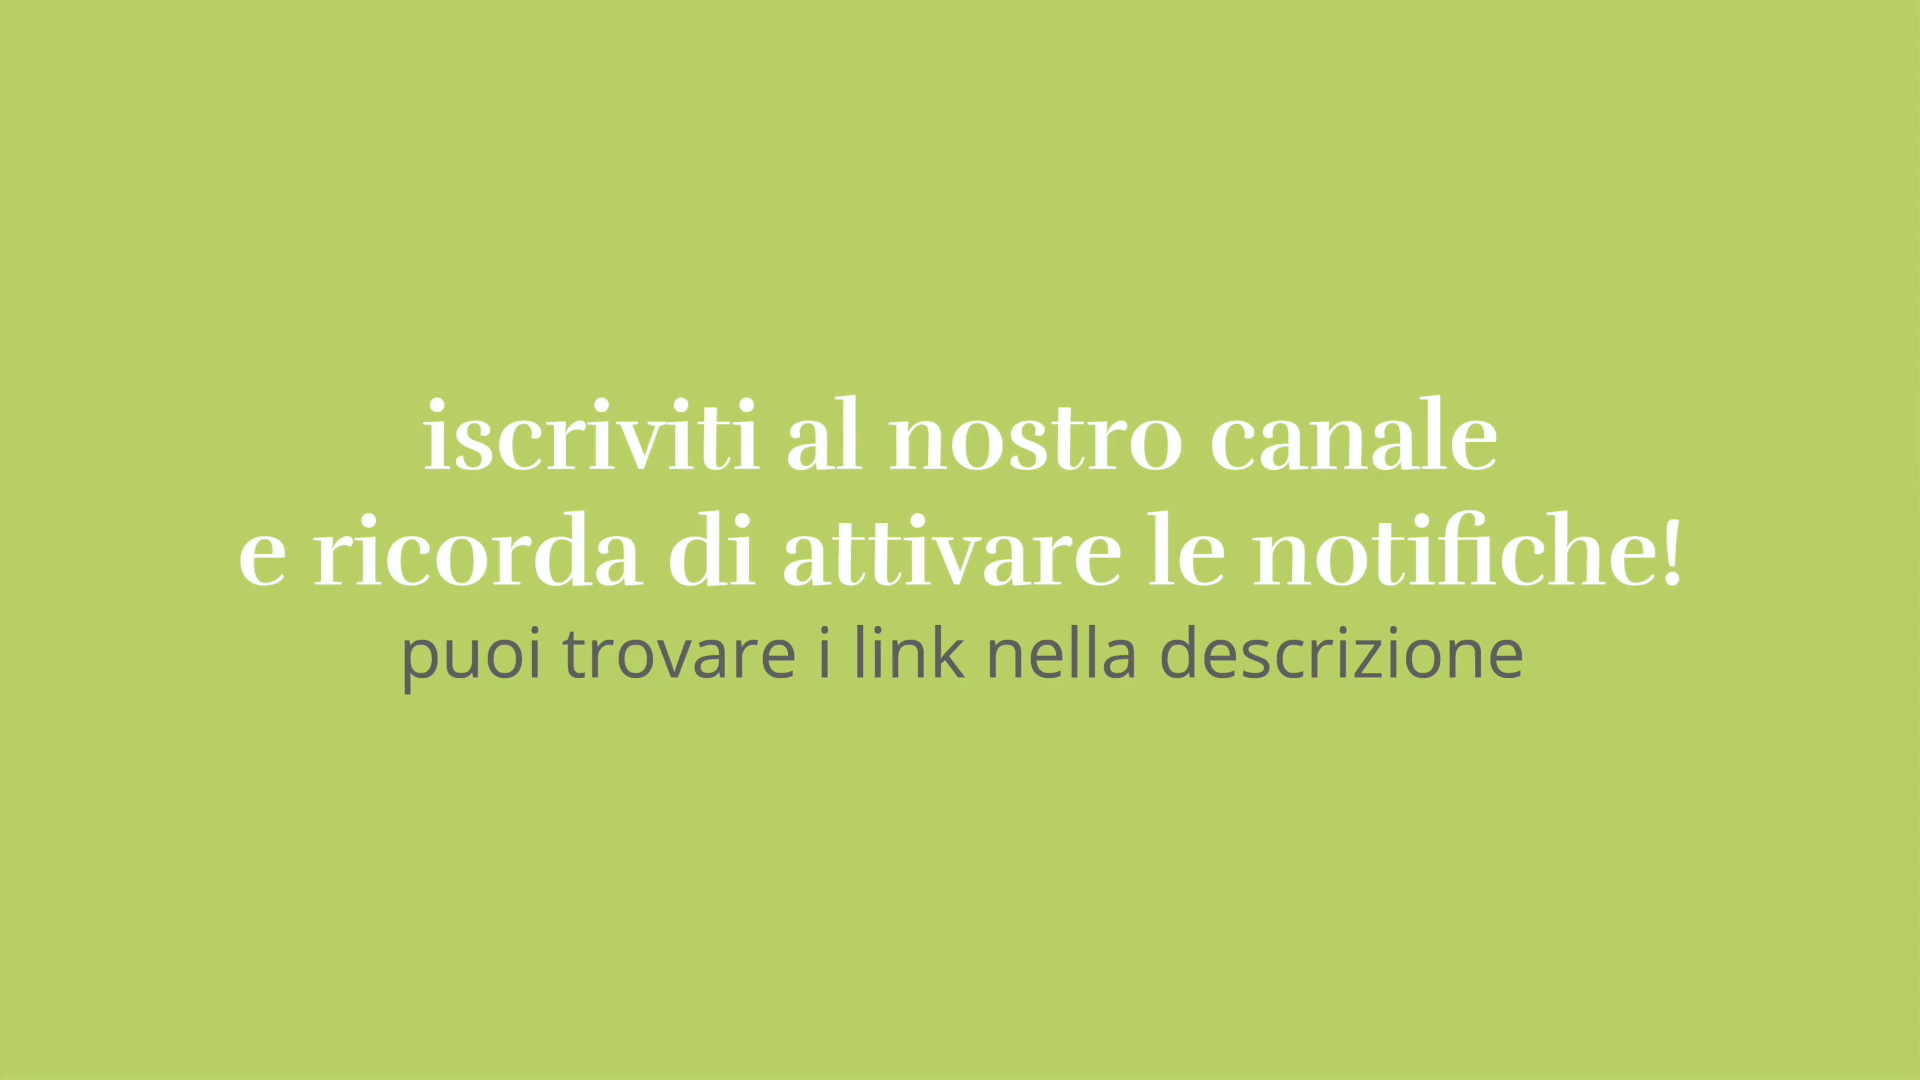 iscriviti al nostro canale
e ricorda di attivare le notifiche!
puoi trovare i link nella descrizione